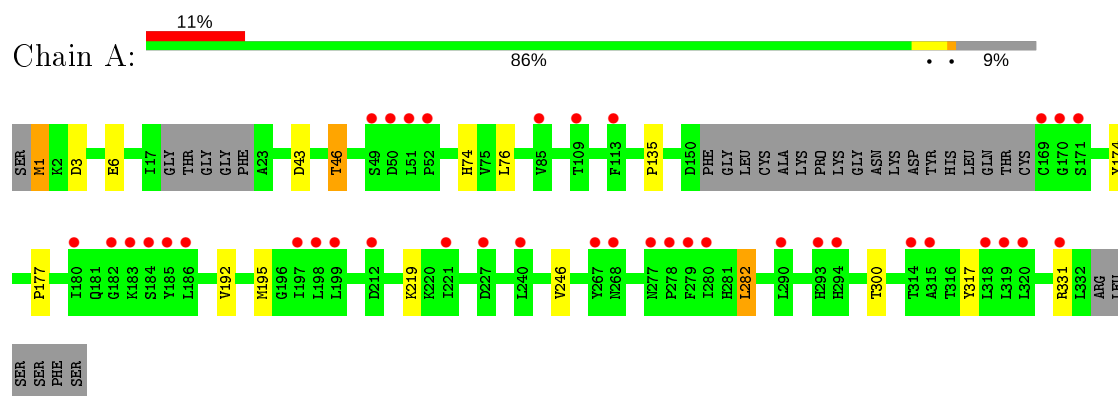 11%
Chain A:
86% • • 9%
SER M1 K2 D3 E6 I17 GLY THR GLY GLY PHE A23 D43 T46 S49 D50 L51 P52 H74 V75 L76 V85 T109 F113 P135 D150 PHE GLY LEU CYS ALA LYS PRO LYS GLY ASN LYS ASP TYR HIS LEU GLN THR CYS C169 G170 S171 Y174
P177 I180 Q181 G182 K183 S184 Y185 L186 V192 M195 G196 I197 L198 L199 D212 K219 K220 I221 D227 L240 V246 Y267 N268 N277 P278 F279 I280 H281 L282 L290 H293 H294 T300 T314 A315 T316 Y317 L318 L319 L320 R331 L332 ARG LEU
SER SER PHE SER